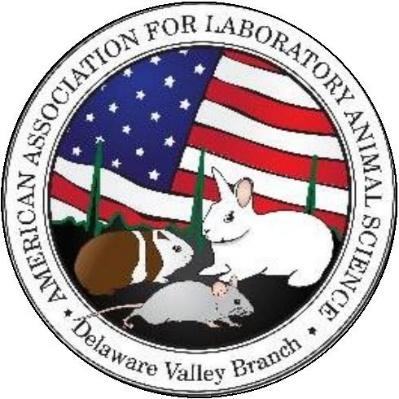 AMERICAN ASSOCIATION FOR LABORATORY ANIMAL SCIENCE
Delaware Valley Branch